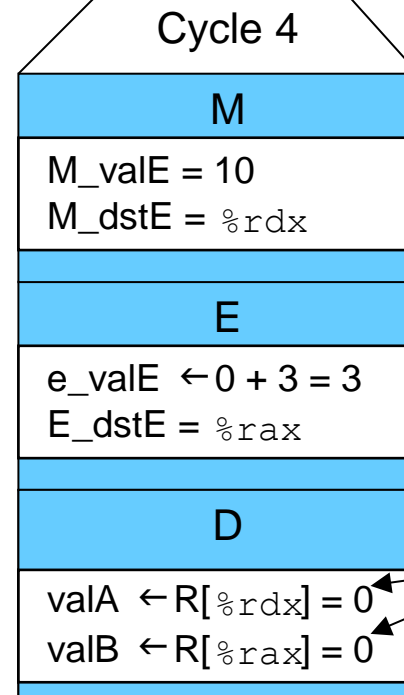 Cycle 4
M
M_valE = 10
M_dstE = %rdx
E
e_valE ← 0 + 3 = 3
E_dstE = %rax
D
valA ← R[%rdx] = 0
valB ← R[%rax] = 0